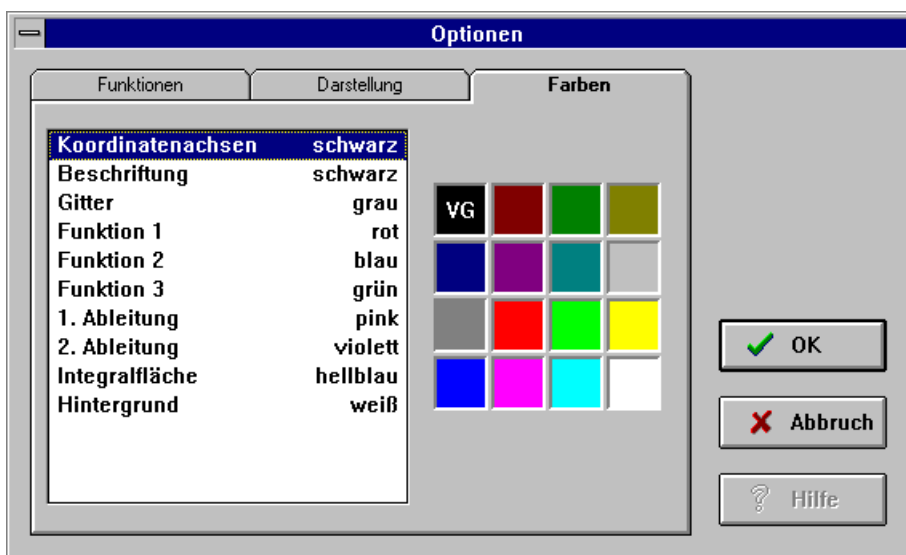 Optionen
Funktionen Darstellung Farben
Koordinatenachsen schwarz
Beschriftung schwarz
Gitter grau
Funktion 1 rot
Funktion 2 blau
Funktion 3 grün
1. Ableitung pink
2. Ableitung violett
Integralfläche hellblau
Hintergrund weiß
VG
OK
Abbruch
Hilfe